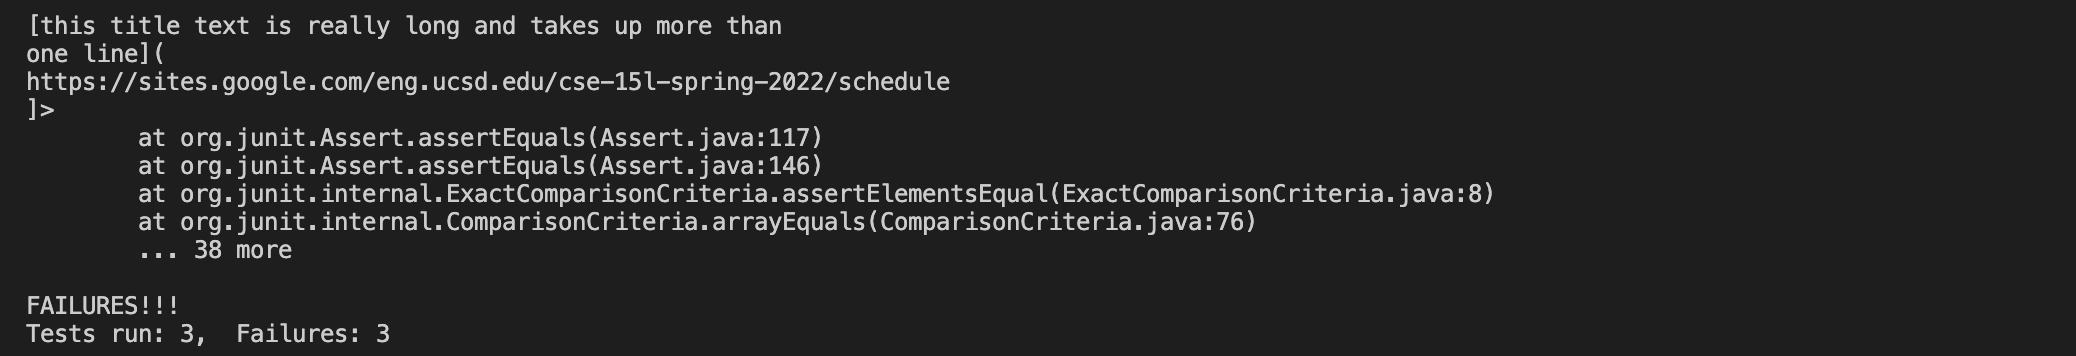 [this title text is really long and takes up more than
one line](
https://sites.google.com/eng.ucsd.edu/cse-15l-spring-2022/schedule
]>
        at org.junit.Assert.assertEquals(Assert.java:117)
        at org.junit.Assert.assertEquals(Assert.java:146)
        at org.junit.internal.ExactComparisonCriteria.assertElementsEqual(ExactComparisonCriteria.java:8)
        at org.junit.internal.ComparisonCriteria.arrayEquals(ComparisonCriteria.java:76)
        ... 38 more

FAILURES!!!
Tests run: 3,  Failures: 3